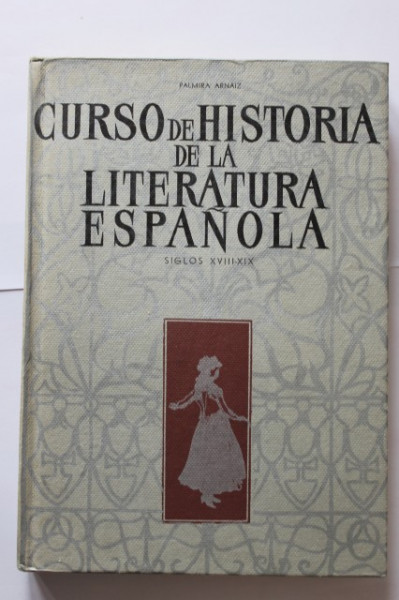 PALMIRA ARNAIZ
CURSO DE HISTORIA
DE LA
LITERATURA
ESPAÑOLA
SIGLOS XVIII-XIX